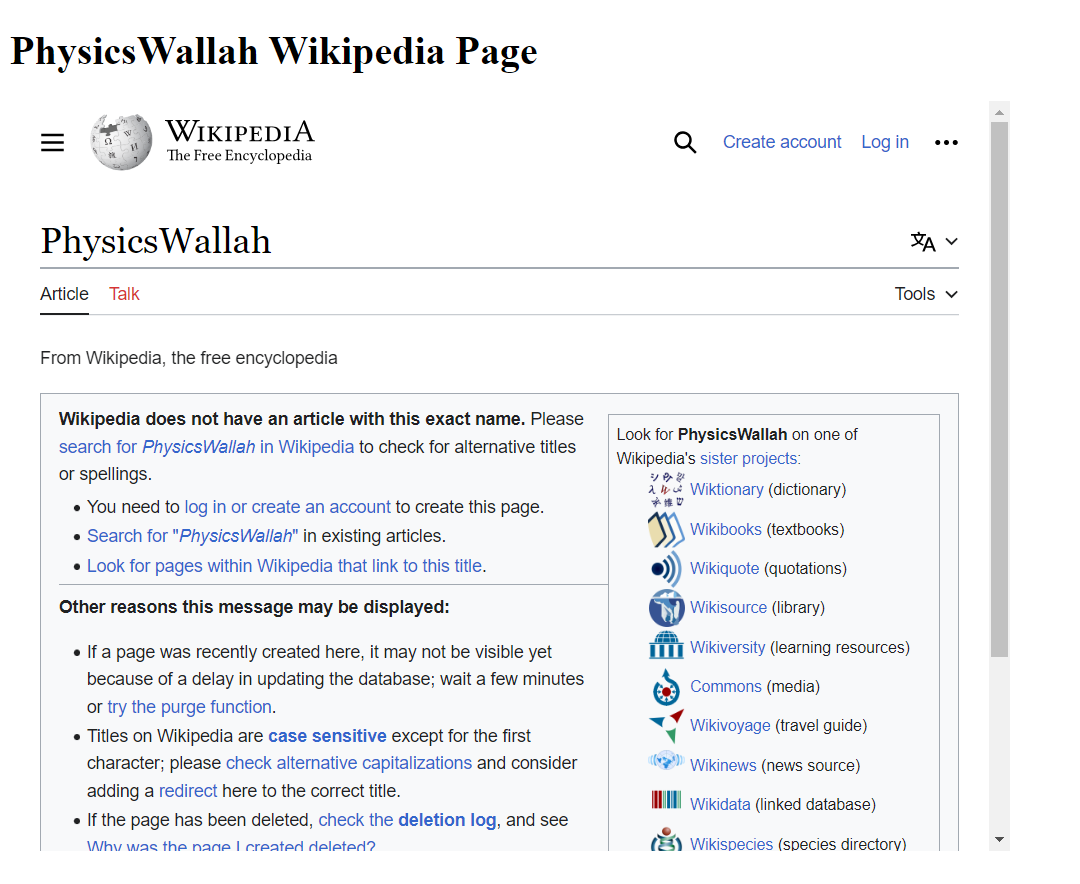 PhysicsWallah Wikipedia Page
WIKIPEDIA
The Free Encyclopedia
Create account
Log in
PhysicsWallah
Article
Talk
Tools
From Wikipedia, the free encyclopedia
Wikipedia does not have an article with this exact name. Please
search for PhysicsWallah in Wikipedia to check for alternative titles
or spellings.
• You need to log in or create an account to create this page.
• Search for "PhysicsWallah" in existing articles.
• Look for pages within Wikipedia that link to this title.
Other reasons this message may be displayed:
• If a page was recently created here, it may not be visible yet
because of a delay in updating the database; wait a few minutes
or try the purge function.
• Titles on Wikipedia are case sensitive except for the first
character; please check alternative capitalizations and consider
adding a redirect here to the correct title.
• If the page has been deleted, check the deletion log, and see
Why was the page I created deleted?
Look for PhysicsWallah on one of
Wikipedia's sister projects:
Wiktionary (dictionary)
Wikibooks (textbooks)
Wikiquote (quotations)
Wikisource (library)
Wikiversity (learning resources)
Commons (media)
Wikivoyage (travel guide)
Wikinews (news source)
Wikidata (linked database)
Wikispecies (species directory)